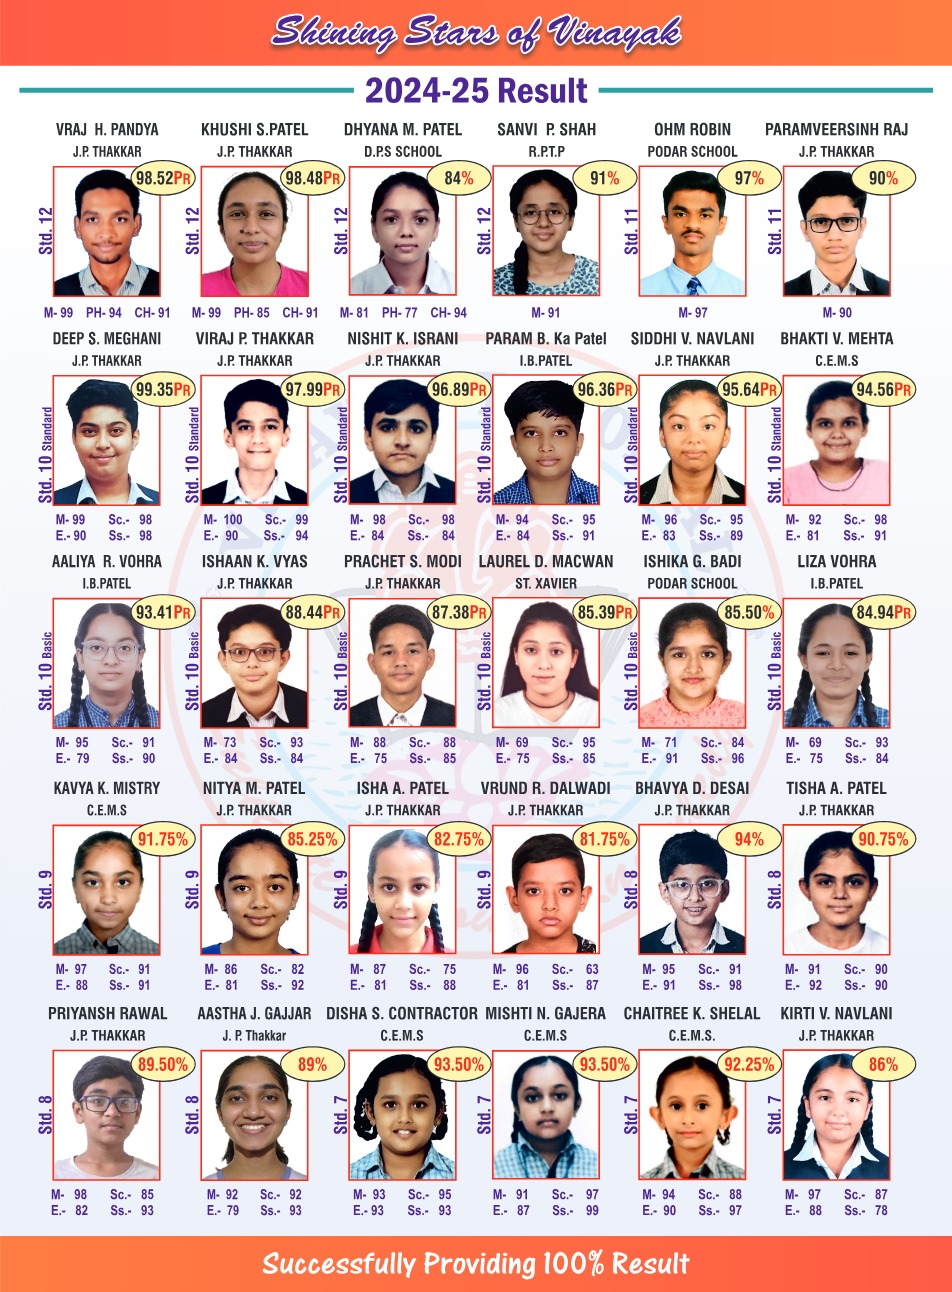 Shining Stars of Vinayak
2024-25 Result
VRAJ H. PANDYA
J.P. THAKKAR
98.52PR
Std. 12
M- 99 PH- 94 CH- 91
KHUSHI S.PATEL
J.P. THAKKAR
98.48PR
Std. 12
M- 99 PH- 85 CH- 91
DHYANA M. PATEL
D.P.S SCHOOL
84%
Std. 12
M- 81 PH- 77 CH- 94
SANVI P. SHAH
R.P.T.P
91%
Std. 12
M- 91
OHM ROBIN
PODAR SCHOOL
97%
Std. 11
M- 97
PARAMVEERSINH RAJ
J.P. THAKKAR
90%
Std. 11
M- 90
DEEP S. MEGHANI
J.P. THAKKAR
99.35PR
Std. 10 Standard
M- 99 Sc.- 98
E.- 90 Ss.- 98
VIRAJ P. THAKKAR
J.P. THAKKAR
97.99PR
Std. 10 Standard
M- 100 Sc.- 99
E.- 90 Ss.- 94
NISHIT K. ISRANI
J.P. THAKKAR
96.89PR
Std. 10 Standard
M- 98 Sc.- 98
E.- 84 Ss.- 84
PARAM B. Ka Patel
I.B.PATEL
96.36PR
Std. 10 Standard
M- 94 Sc.- 95
E.- 84 Ss.- 91
SIDDHI V. NAVLANI
J.P. THAKKAR
95.64PR
Std. 10 Standard
M- 96 Sc.- 95
E.- 83 Ss.- 89
BHAKTI V. MEHTA
C.E.M.S
94.56PR
Std. 10 Standard
M- 92 Sc.- 98
E.- 81 Ss.- 91
AALIYA R. VOHRA
I.B.PATEL
93.41PR
Std. 10 Basic
M- 95 Sc.- 91
E.- 79 Ss.- 90
ISHAAN K. VYAS
J.P. THAKKAR
88.44PR
Std. 10 Basic
M- 73 Sc.- 93
E.- 84 Ss.- 84
PRACHET S. MODI
J.P. THAKKAR
87.38PR
Std. 10 Basic
M- 88 Sc.- 88
E.- 75 Ss.- 85
LAUREL D. MACWAN
ST. XAVIER
85.39PR
Std. 10 Basic
M- 69 Sc.- 95
E.- 75 Ss.- 85
ISHIKA G. BADI
PODAR SCHOOL
85.50%
Std. 10 Basic
M- 71 Sc.- 84
E.- 91 Ss.- 96
LIZA VOHRA
I.B.PATEL
84.94PR
Std. 10 Basic
M- 69 Sc.- 93
E.- 75 Ss.- 84
KAVYA K. MISTRY
C.E.M.S
91.75%
Std. 9
M- 97 Sc.- 91
E.- 88 Ss.- 91
NITYA M. PATEL
J.P. THAKKAR
85.25%
Std. 9
M- 86 Sc.- 82
E.- 81 Ss.- 92
ISHA A. PATEL
J.P. THAKKAR
82.75%
Std. 9
M- 87 Sc.- 75
E.- 81 Ss.- 88
VRUND R. DALWADI
J.P. THAKKAR
81.75%
Std. 9
M- 96 Sc.- 63
E.- 81 Ss.- 87
BHAVYA D. DESAI
J.P. THAKKAR
94%
Std. 8
M- 95 Sc.- 91
E.- 91 Ss.- 98
TISHA A. PATEL
J.P. THAKKAR
90.75%
Std. 8
M- 91 Sc.- 90
E.- 92 Ss.- 90
PRIYANSH RAWAL
J.P. THAKKAR
89.50%
Std. 8
M- 98 Sc.- 85
E.- 82 Ss.- 93
AASTHA J. GAJJAR
J. P. Thakkar
89%
Std. 8
M- 92 Sc.- 92
E.- 79 Ss.- 93
DISHA S. CONTRACTOR
C.E.M.S
93.50%
Std. 7
M- 93 Sc.- 95
E.- 93 Ss.- 93
MISHTI N. GAJERA
C.E.M.S
93.50%
Std. 7
M- 91 Sc.- 97
E.- 87 Ss.- 99
CHAITREE K. SHELAL
C.E.M.S.
92.25%
Std. 7
M- 94 Sc.- 88
E.- 90 Ss.- 97
KIRTI V. NAVLANI
J.P. THAKKAR
86%
Std. 7
M- 97 Sc.- 87
E.- 88 Ss.- 78
Successfully Providing 100% Result